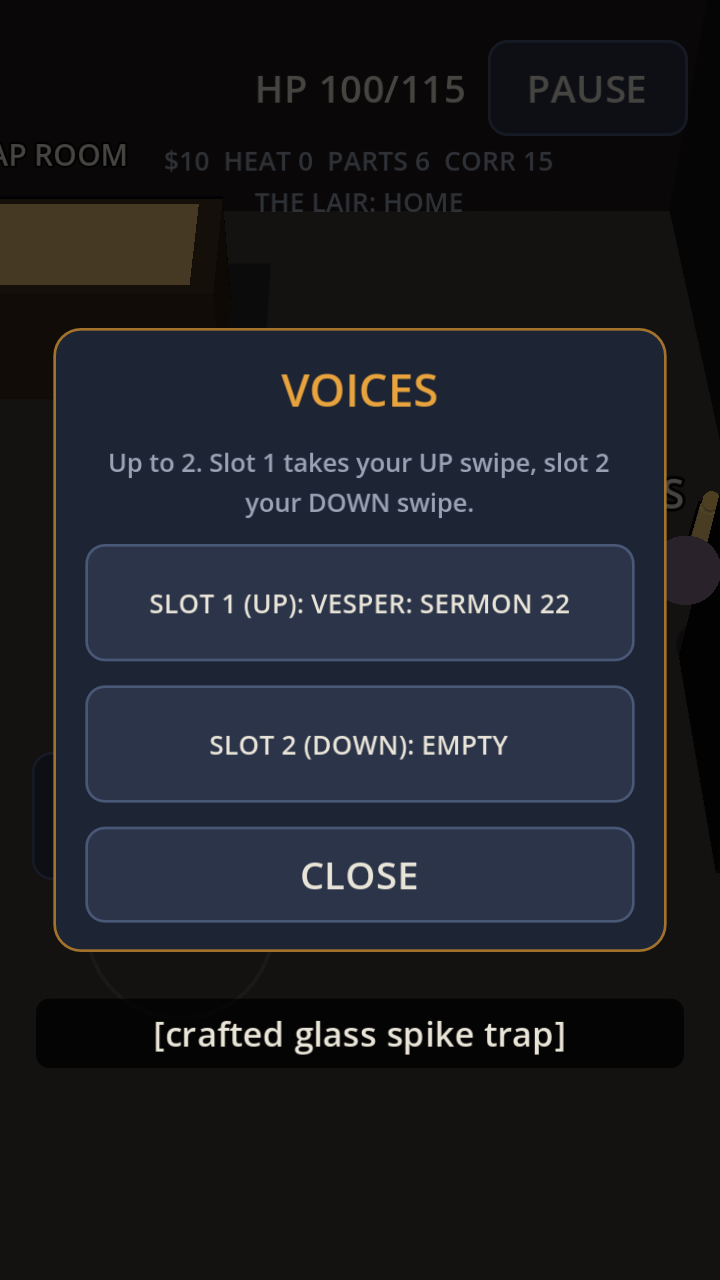 HP 100/115
PAUSE
AP ROOM
$10 HEAT 0 PARTS 6 CORR 15
THE LAIR: HOME
VOICES
Up to 2. Slot 1 takes your UP swipe, slot 2
your DOWN swipe.
S
SLOT 1 (UP): VESPER: SERMON 22
SLOT 2 (DOWN): EMPTY
CLOSE
[crafted glass spike trap]